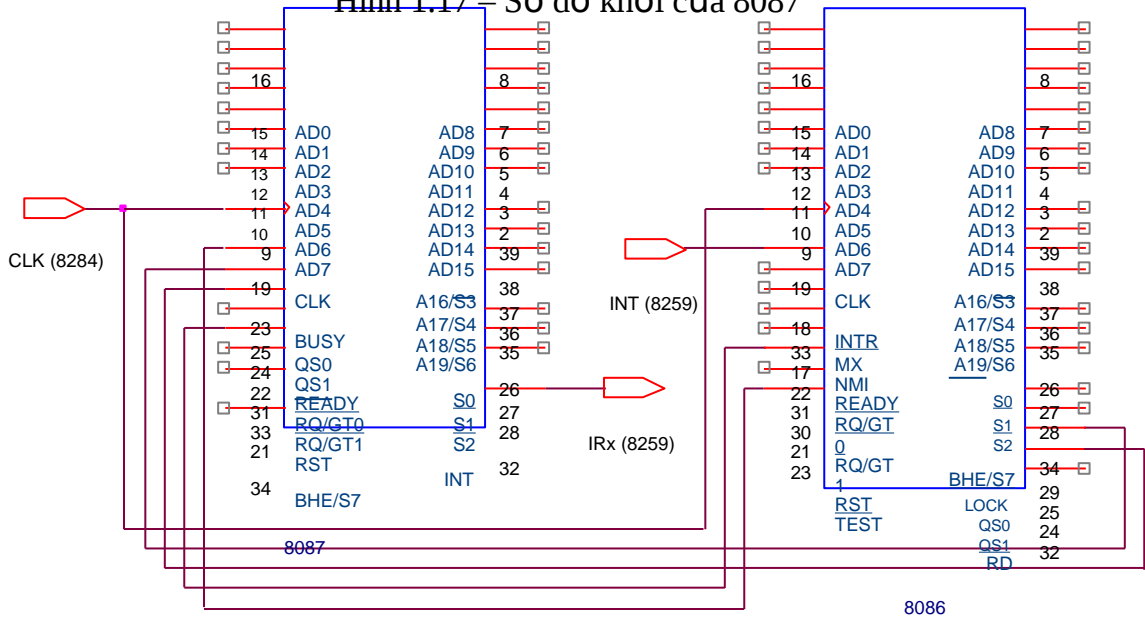 Hình 1.17 – Sơ đồ khối của 8087
16
15
14
13
12
11
10
9
19
23
25
24
22
31
33
21
34
AD0
AD1
AD2
AD3
AD4
AD5
AD6
AD7
CLK
BUSY
QS0
QS1
READY
RQ/GT0
RQ/GT1
RST
BHE/S7
AD8
AD9
AD10
AD11
AD12
AD13
AD14
AD15
A16/S3
A17/S4
A18/S5
A19/S6
S0
S1
S2
INT
8
7
6
5
4
3
2
39
38
37
36
35
26
27
28
32
8087
CLK (8284)
INT (8259)
IRx (8259)
16
15
14
13
12
11
10
9
19
18
33
17
22
31
30
21
23
AD0
AD1
AD2
AD3
AD4
AD5
AD6
AD7
CLK
INTR
MX
NMI
READY
RQ/GT
0
RQ/GT
1
RST
TEST
AD8
AD9
AD10
AD11
AD12
AD13
AD14
AD15
A16/S3
A17/S4
A18/S5
A19/S6
S0
S1
S2
BHE/S7
LOCK
QS0
QS1
RD
8
7
6
5
4
3
2
39
38
37
36
35
26
27
28
34
29
25
24
32
8086